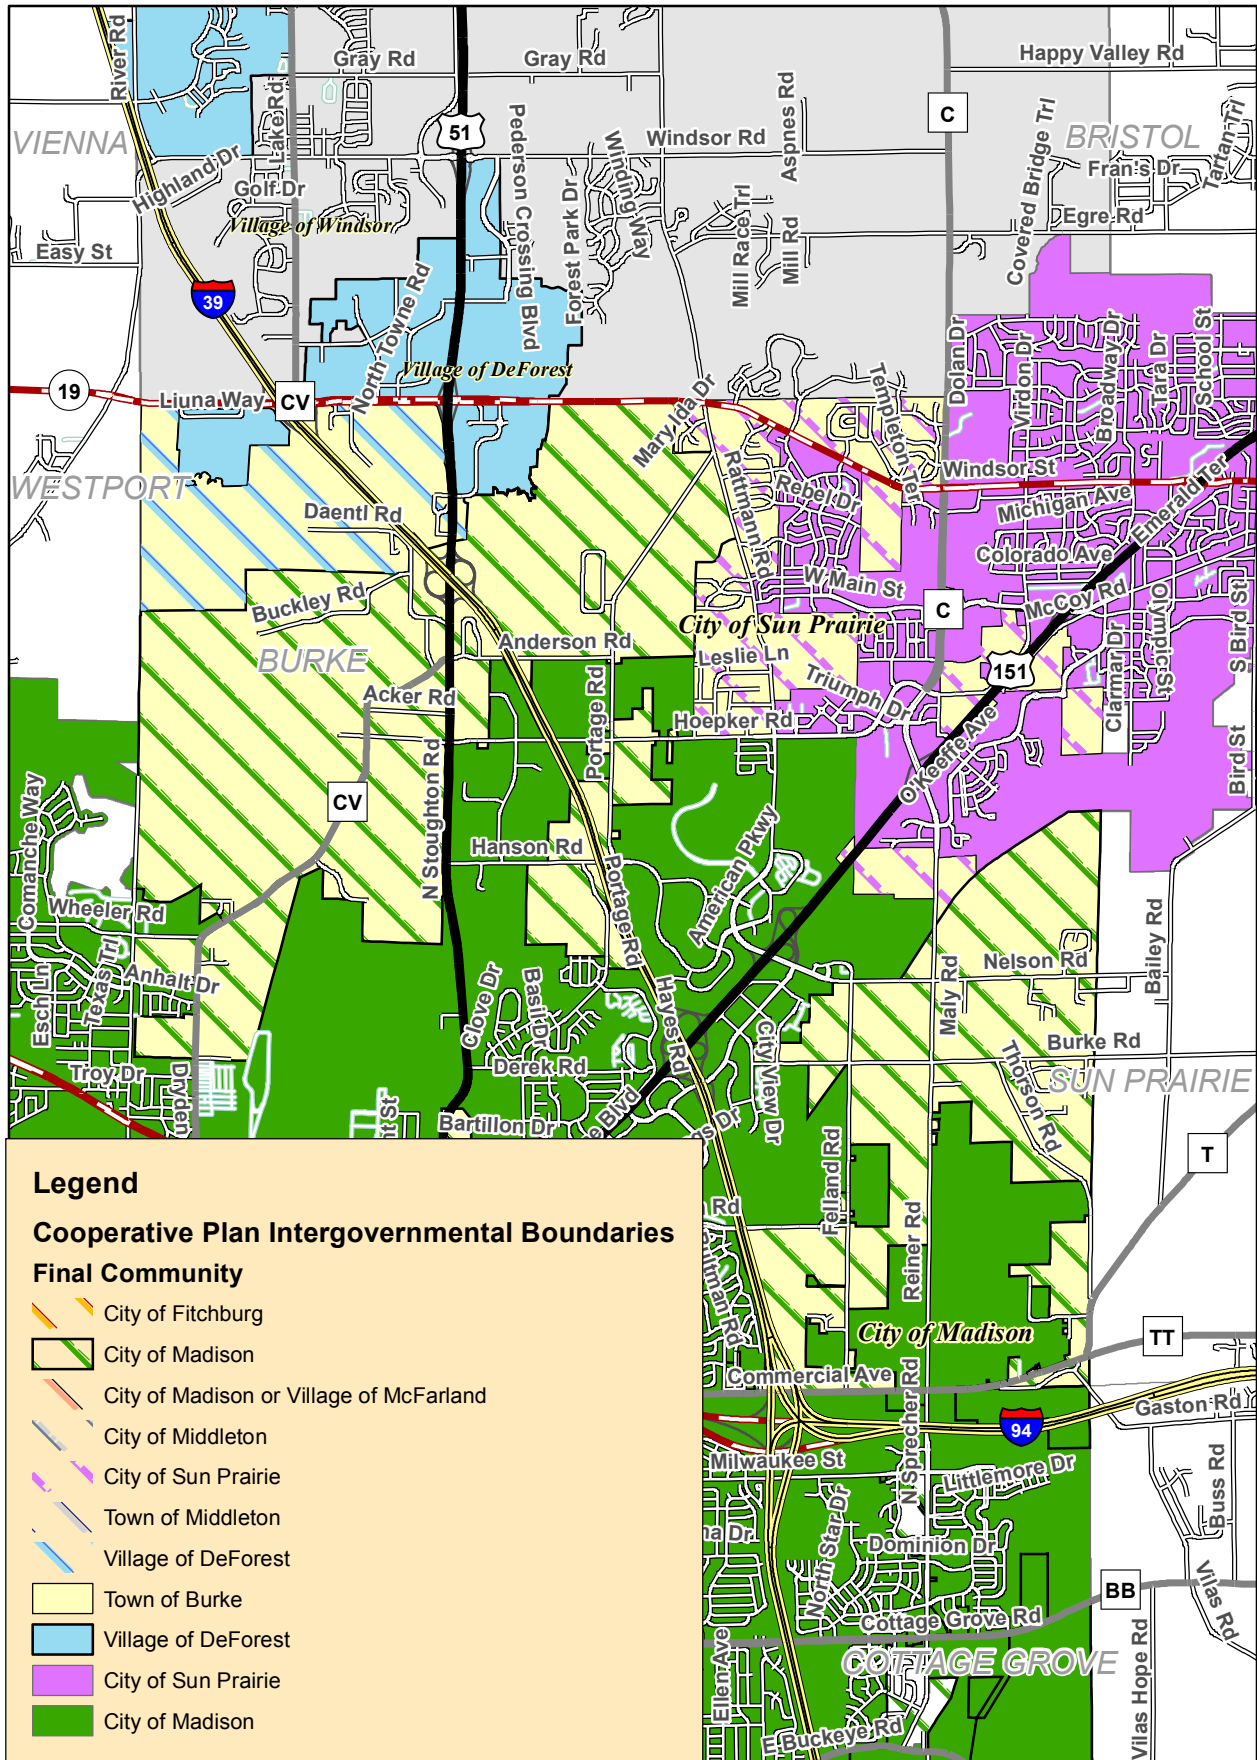 River Rd
Gray Rd
Gray Rd
Happy Valley Rd
Lake Rd
51
C
VIENNA
Highland Dr
Golf Dr
Pederson Crossing Blvd
Windsor Rd
Aspnes Rd
BRISTOL
Fran's Dr
Tartan Trl
Covered Bridge Trl
Winding Way
Forest Park Dr
Village of Windsor
Mill Race Trl
Mill Rd
Egre Rd
Easy St
39
North Towne Rd
Village of DeForest
19
Liuna Way
CV
Mary Ida Dr
Templeton Ter
Dolan Dr
Viridon Dr
Broadway Dr
Tara Dr
School St
WESTPORT
Daentl Rd
Rattmann Rd
Rebel Dr
Windsor St
Michigan Ave
Emerald Ter
Colorado Ave
Buckley Rd
W Main St
C
McCoy Rd
BURKE
Anderson Rd
City of Sun Prairie
Leslie Ln
Triumph Dr
151
Clarman Dr
Olympic St
S Bird St
Acker Rd
Portage Rd
Hoepker Rd
O'Keeffe Ave
Bird St
N Stoughton Rd
CV
Comanche Way
Hanson Rd
Portage Rd
American Pkwy
Wheeler Rd
Texas Trl
Anhalt Dr
Esch Ln
Clove Dr
Basil Dr
Hayes Rd
City View Dr
Maly Rd
Nelson Rd
Bailey Rd
Burke Rd
Thorson Rd
SUN PRAIRIE
Troy Dr
Dryden
Derek Rd
nt St
Bartillon Dr
e Blvd
gs Dr
T
Felland Rd
Reiner Rd
Rd
City of Madison
TT
Commercial Ave
94
Gaston Rd
Milwaukee St
N Sprecher Rd
Littlemore Dr
Buss Rd
na Dr
North Star Dr
Dominion Dr
BB
Vilas Rd
Cottage Grove Rd
COTTAGE GROVE
Ellen Ave
E Buckeye Rd
Vilas Hope Rd
Legend
Cooperative Plan Intergovernmental Boundaries
Final Community
City of Fitchburg
City of Madison
City of Madison or Village of McFarland
City of Middleton
City of Sun Prairie
Town of Middleton
Village of DeForest
Town of Burke
Village of DeForest
City of Sun Prairie
City of Madison